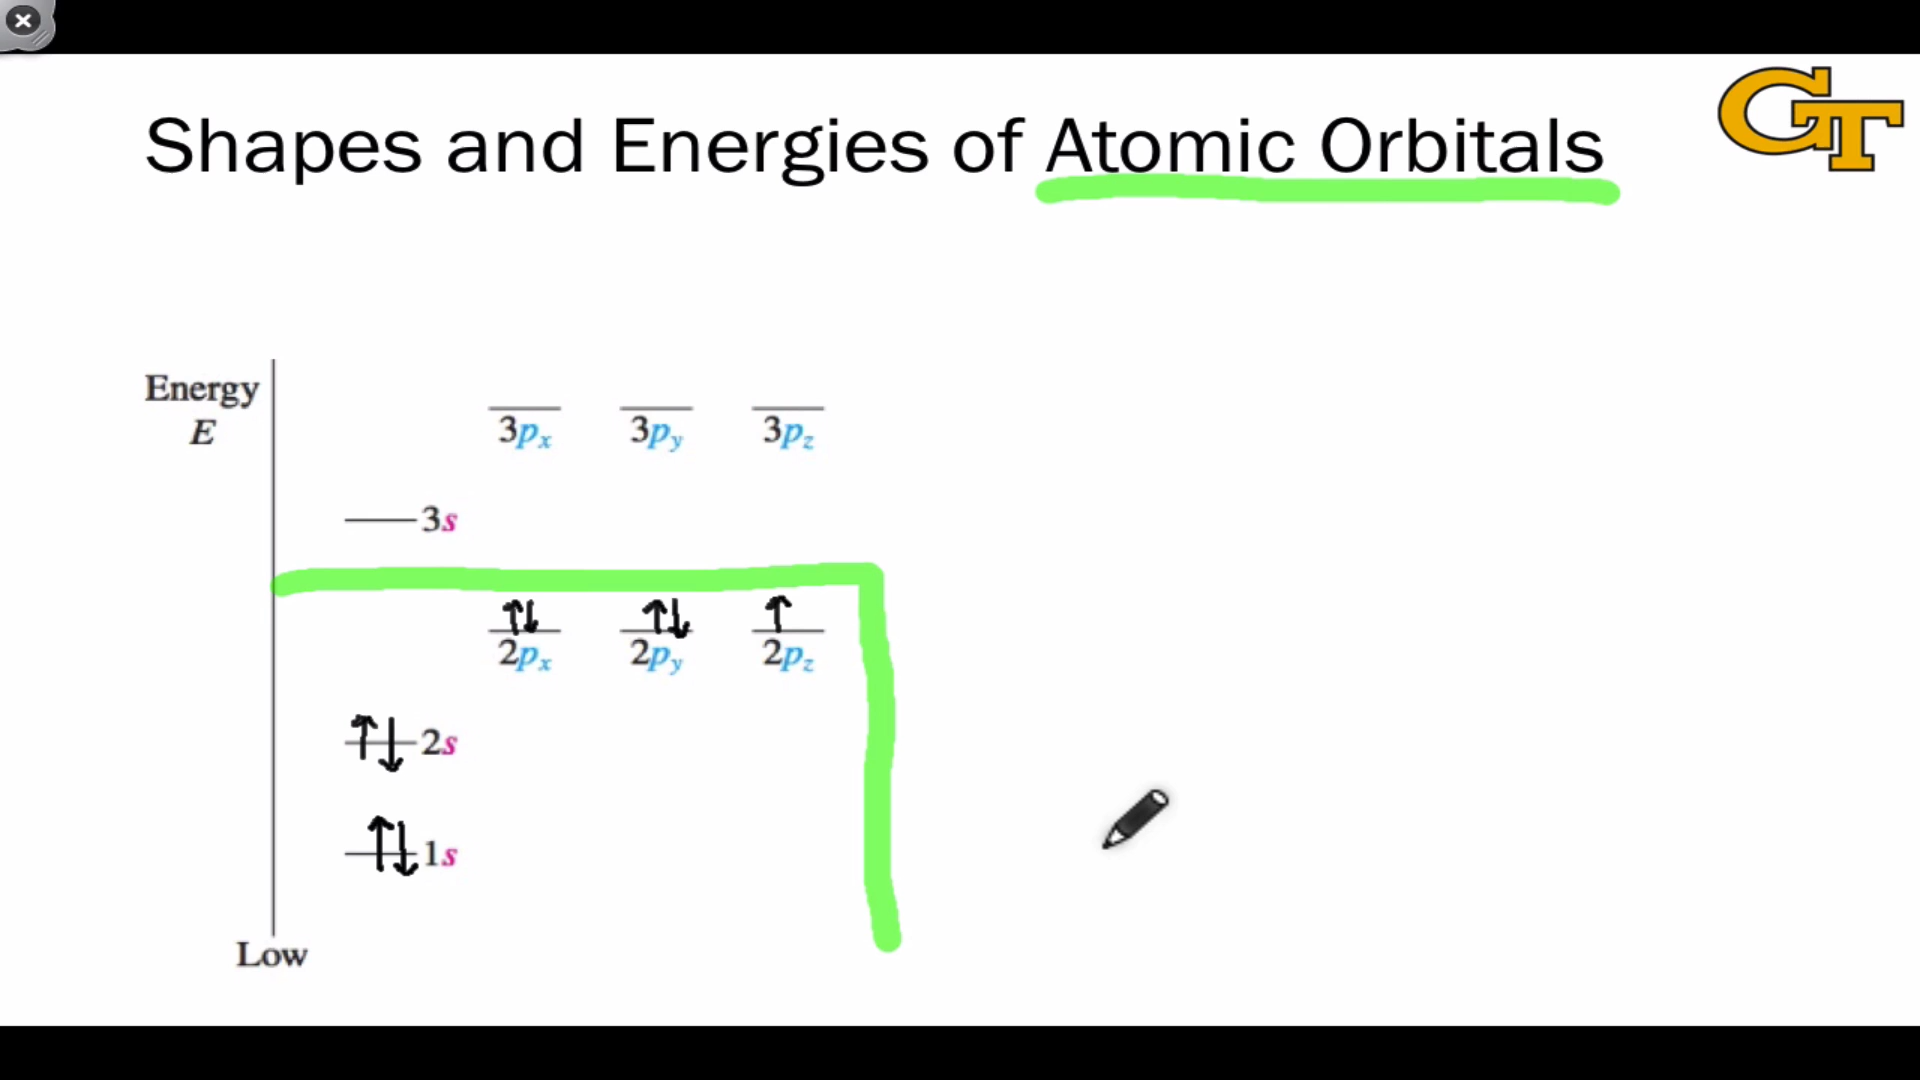 Shapes and Energies of Atomic Orbitals
GT
Energy
E
3px 3py 3pz
3s
2px 2py 2pz
2s
1s
Low